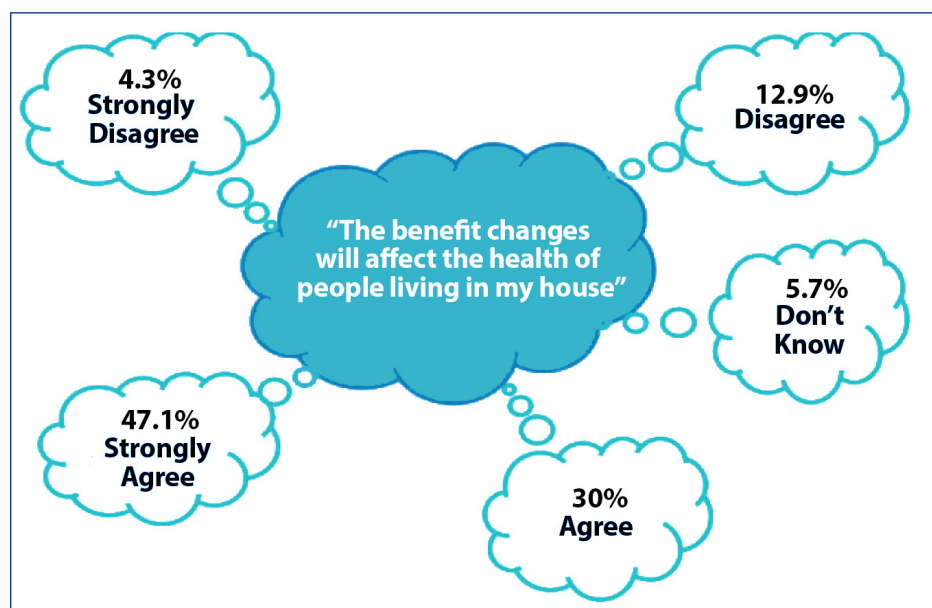 4.3%
Strongly
Disagree
12.9%
Disagree
“The benefit changes
will affect the health of
people living in my house”
5.7%
Don’t
Know
47.1%
Strongly
Agree
30%
Agree